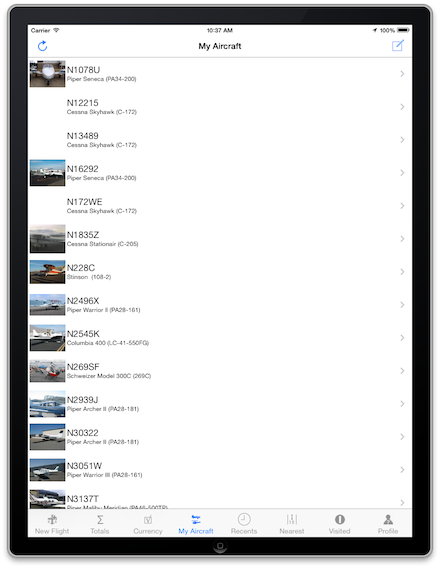 Carrier 10:37 AM 100%
My Aircraft
N1078U
Piper Seneca (PA34-200)
N12215
Cessna Skyhawk (C-172)
N13489
Cessna Skyhawk (C-172)
N16292
Piper Seneca (PA34-200)
N172WE
Cessna Skyhawk (C-172)
N1835Z
Cessna Stationair (C-205)
N228C
Stinson (108-2)
N2496X
Piper Warrior II (PA28-161)
N2545K
Columbia 400 (LC-41-550FG)
N269SF
Schweizer Model 300C (269C)
N2939J
Piper Archer II (PA28-181)
N30322
Piper Archer II (PA28-181)
N3051W
Piper Warrior III (PA28-161)
N3137T
Piper Malibu Meridian (PA46-500TP)
New Flight Totals Currency My Aircraft Recents Nearest Visited Profile